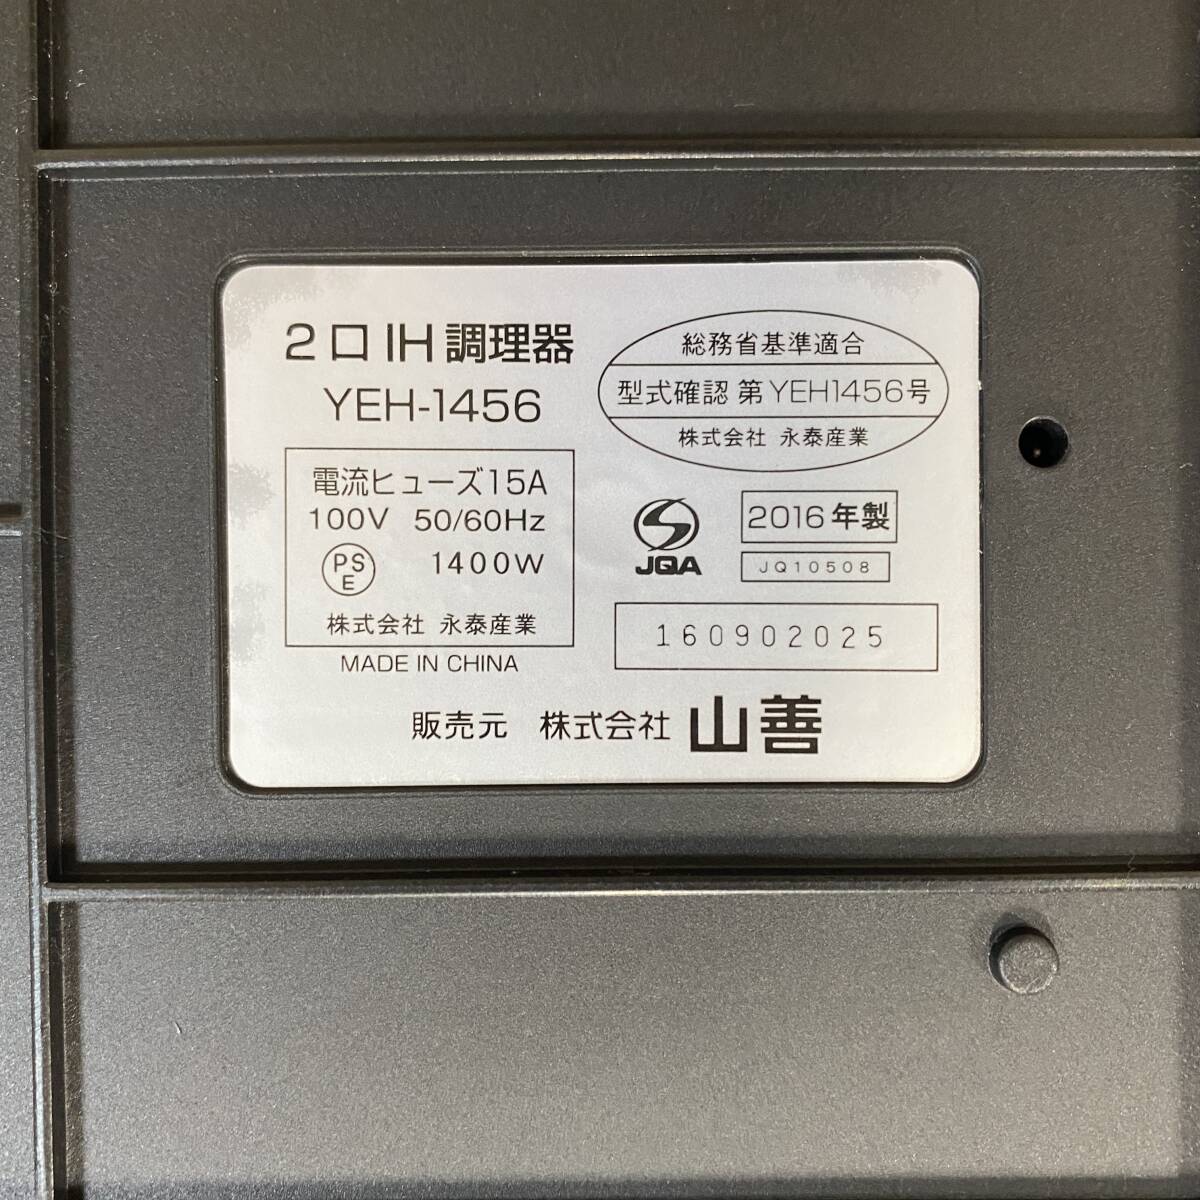 2口IH調理器
YEH-1456
電流ヒューズ15A
100V 50/60Hz
PS
E
1400W
株式会社 永泰産業
MADE IN CHINA
総務省基準適合
型式確認 第YEH1456号
株式会社 永泰産業
JQA
2016年製
JQ10508
160902025
販売元 株式会社 山善